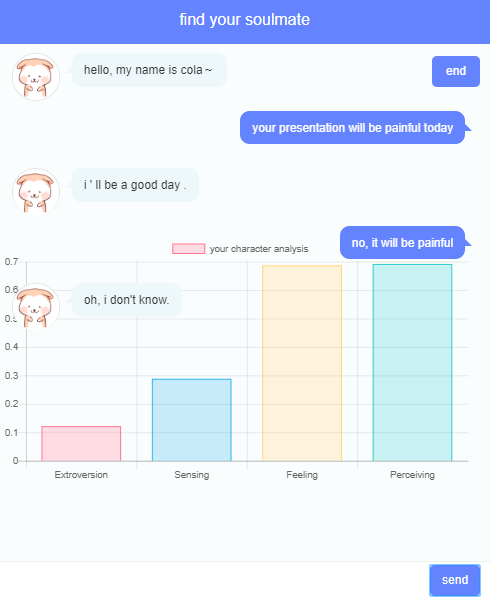 find your soulmate
hello, my name is cola ~
end
your presentation will be painful today
i ' ll be a good day .
no, it will be painful
your character analysis
0.7
0.6
oh, i don't know.
0.4
0.3
0.2
0.1
0
Extroversion Sensing Feeling Perceiving
send